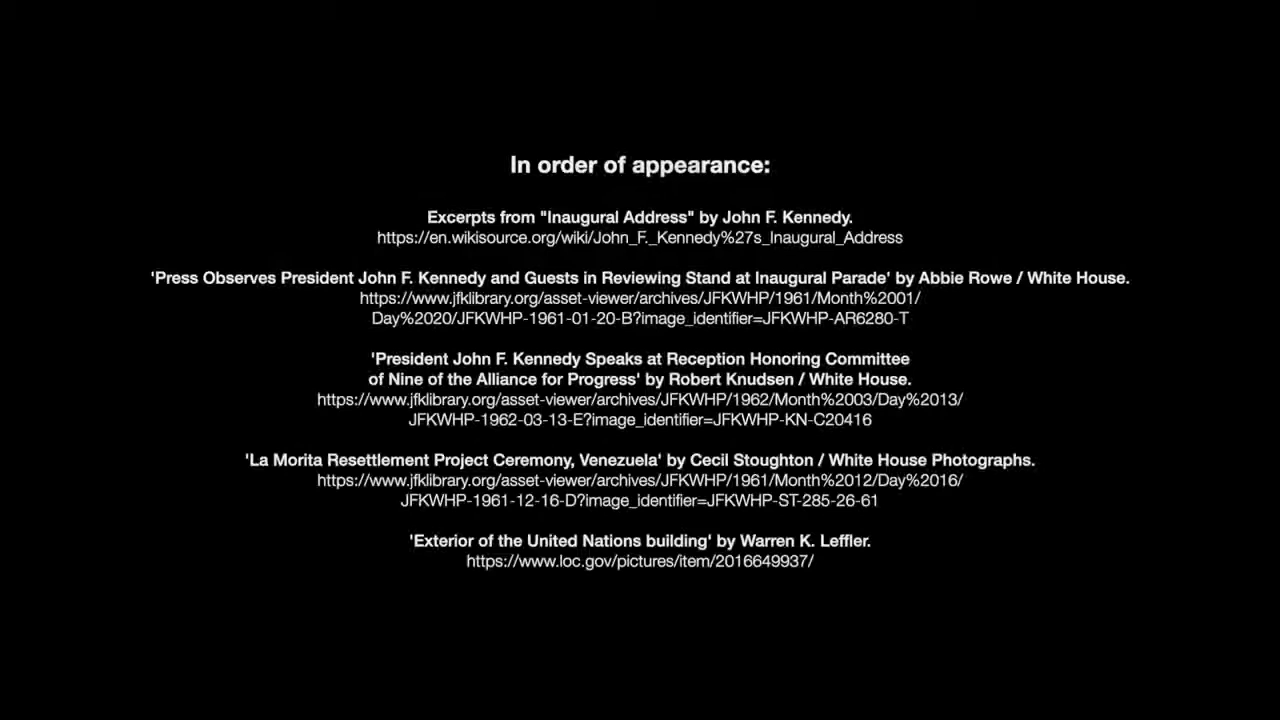 In order of appearance:
Excerpts from "Inaugural Address" by John F. Kennedy.
https://en.wikisource.org/wiki/John_F._Kennedy%27s_Inaugural_Address
'Press Observes President John F. Kennedy and Guests in Reviewing Stand at Inaugural Parade' by Abbie Rowe / White House.
https://www.jfklibrary.org/asset-viewer/archives/JFKWHP/1961/Month%2001/
Day%2020/JFKWHP-1961-01-20-B?image_identifier=JFKWHP-AR6280-T
'President John F. Kennedy Speaks at Reception Honoring Committee
of Nine of the Alliance for Progress' by Robert Knudsen / White House.
https://www.jfklibrary.org/asset-viewer/archives/JFKWHP/1962/Month%2003/Day%2013/
JFKWHP-1962-03-13-E?image_identifier=JFKWHP-KN-C20416
'La Morita Resettlement Project Ceremony, Venezuela' by Cecil Stoughton / White House Photographs.
https://www.jfklibrary.org/asset-viewer/archives/JFKWHP/1961/Month%2012/Day%2016/
JFKWHP-1961-12-16-D?image_identifier=JFKWHP-ST-285-26-61
'Exterior of the United Nations building' by Warren K. Leffler.
https://www.loc.gov/pictures/item/2016649937/